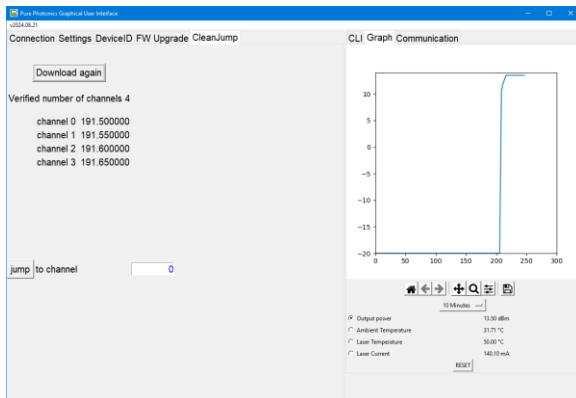 Pure Photonics Graphical User Interface
v2024.08.21
Connection Settings DeviceID FW Upgrade CleanJump
Download again
Verified number of channels 4
channel 0 191.500000
channel 1 191.550000
channel 2 191.600000
channel 3 191.650000
jump to channel 0
CLI Graph Communication
10
5
0
−5
−10
−15
−20
0 50 100 150 200 250 300
10 Minutes
Output power 13.50 dBm
Ambient Temperature 31.71 °C
Laser Temperature 50.00 °C
Laser Current 140.10 mA
RESET